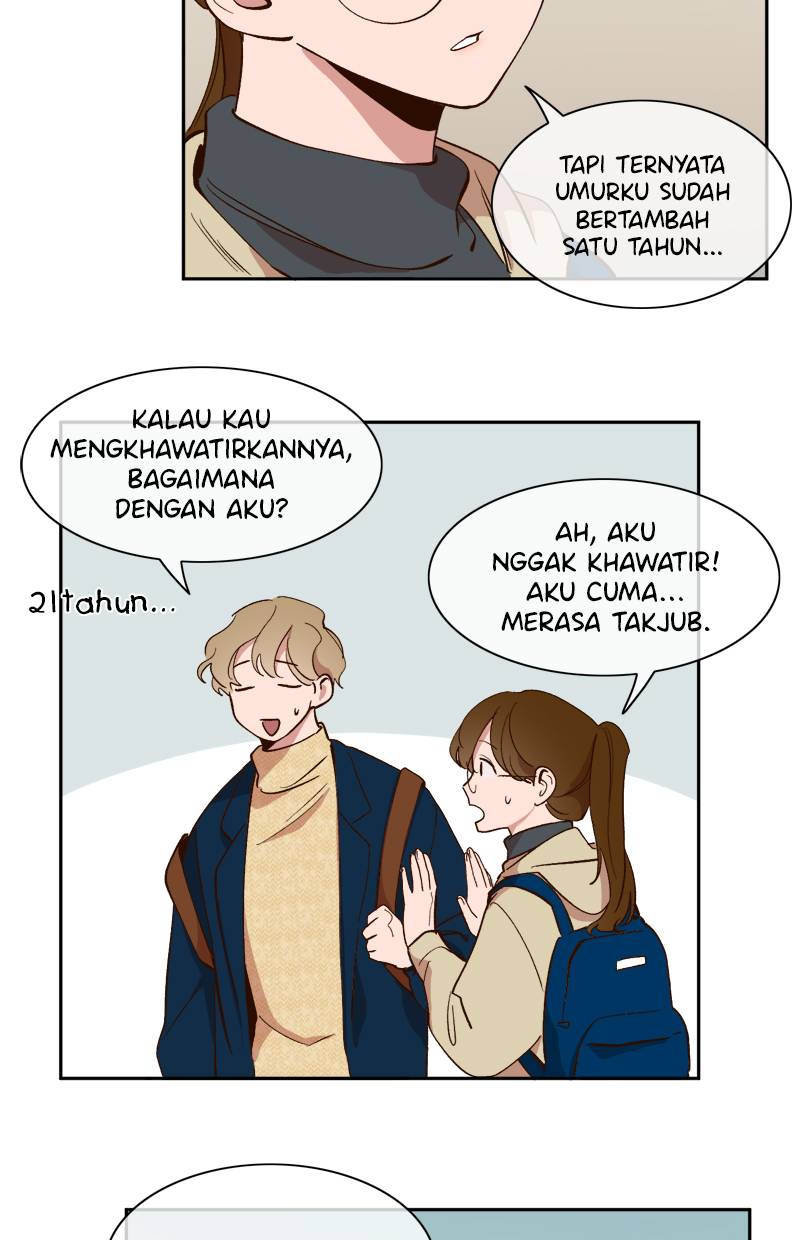 TAPI TERNYATA
UMURKU SUDAH
BERTAMBAH
SATU TAHUN...
KALAU KAU
MENGKHAWATIRKANNYA,
BAGAIMANA
DENGAN AKU?
21tahun...
AH, AKU
NGGAK KHAWATIR!
AKU CUMA...
MERASA TAKJUB.